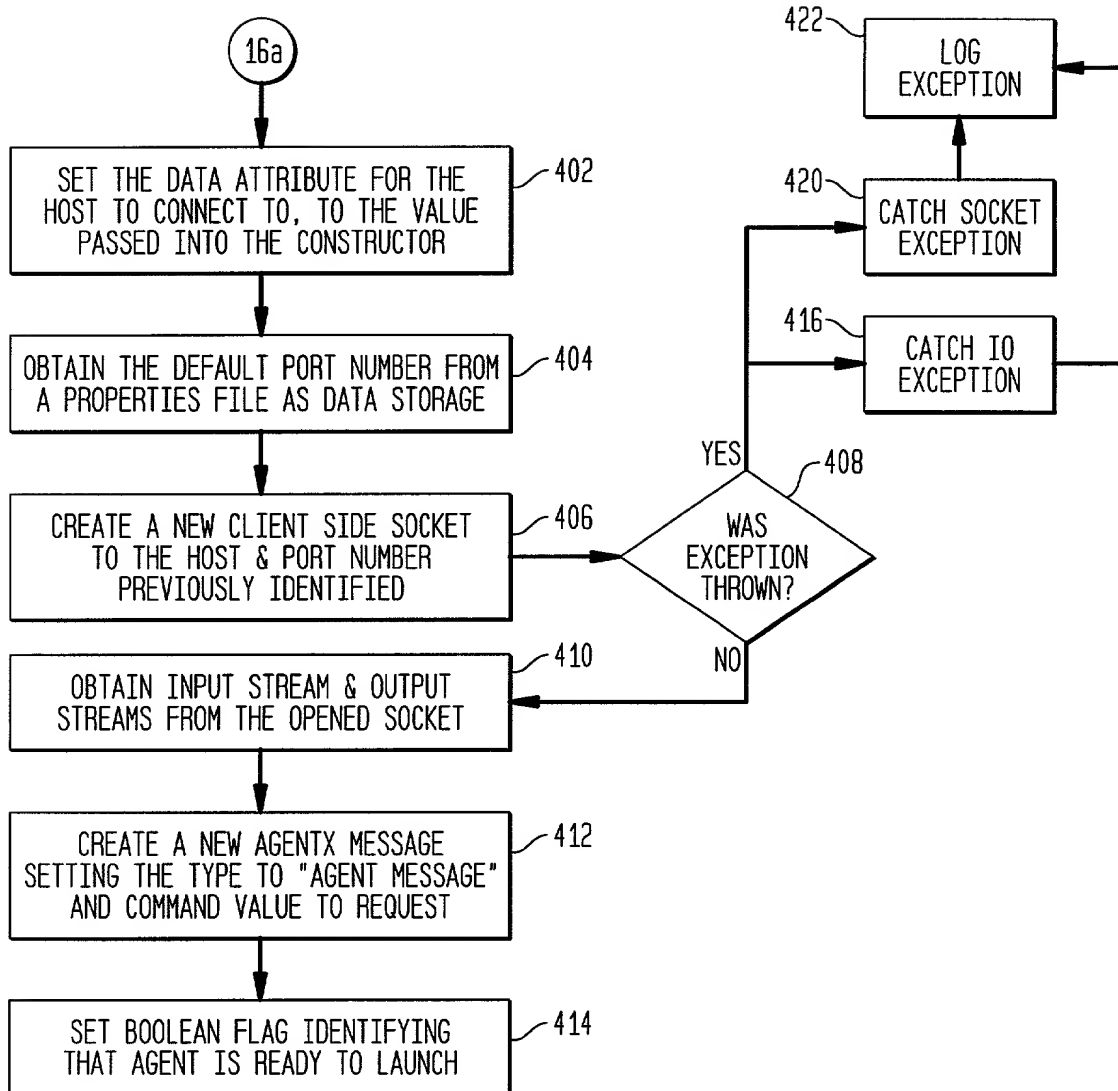 16a
SET THE DATA ATTRIBUTE FOR THE
HOST TO CONNECT TO, TO THE VALUE
PASSED INTO THE CONSTRUCTOR
402
OBTAIN THE DEFAULT PORT NUMBER FROM
A PROPERTIES FILE AS DATA STORAGE
404
CREATE A NEW CLIENT SIDE SOCKET
TO THE HOST & PORT NUMBER
PREVIOUSLY IDENTIFIED
406
WAS
EXCEPTION
THROWN?
408
YES
NO
CATCH IO
EXCEPTION
416
CATCH SOCKET
EXCEPTION
420
LOG
EXCEPTION
422
OBTAIN INPUT STREAM & OUTPUT
STREAMS FROM THE OPENED SOCKET
410
CREATE A NEW AGENTX MESSAGE
SETTING THE TYPE TO "AGENT MESSAGE"
AND COMMAND VALUE TO REQUEST
412
SET BOOLEAN FLAG IDENTIFYING
THAT AGENT IS READY TO LAUNCH
414